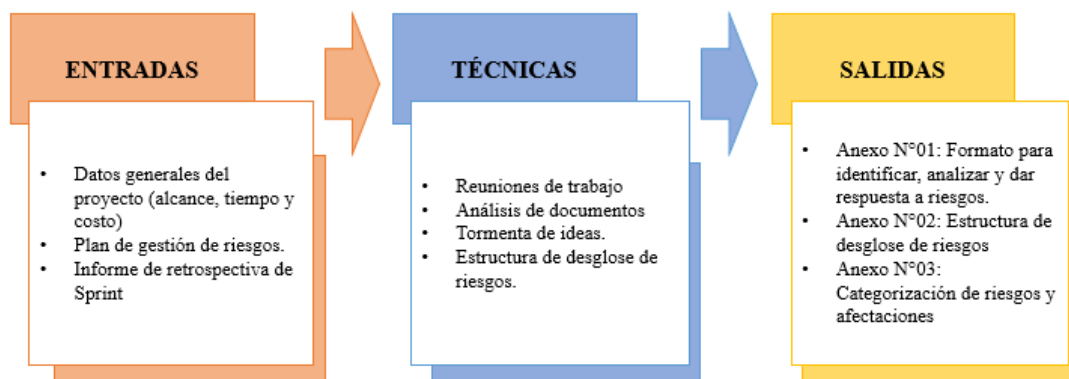 ENTRADAS
• Datos generales del
proyecto (alcance, tiempo y
costo)
• Plan de gestión de riesgos.
• Informe de retrospectiva de
Sprint
TÉCNICAS
• Reuniones de trabajo
• Análisis de documentos
• Tormenta de ideas.
• Estructura de desglose de
riesgos.
SALIDAS
• Anexo N°01: Formato para
identificar, analizar y dar
respuesta a riesgos.
• Anexo N°02: Estructura de
desglose de riesgos
• Anexo N°03:
Categorización de riesgos y
afectaciones